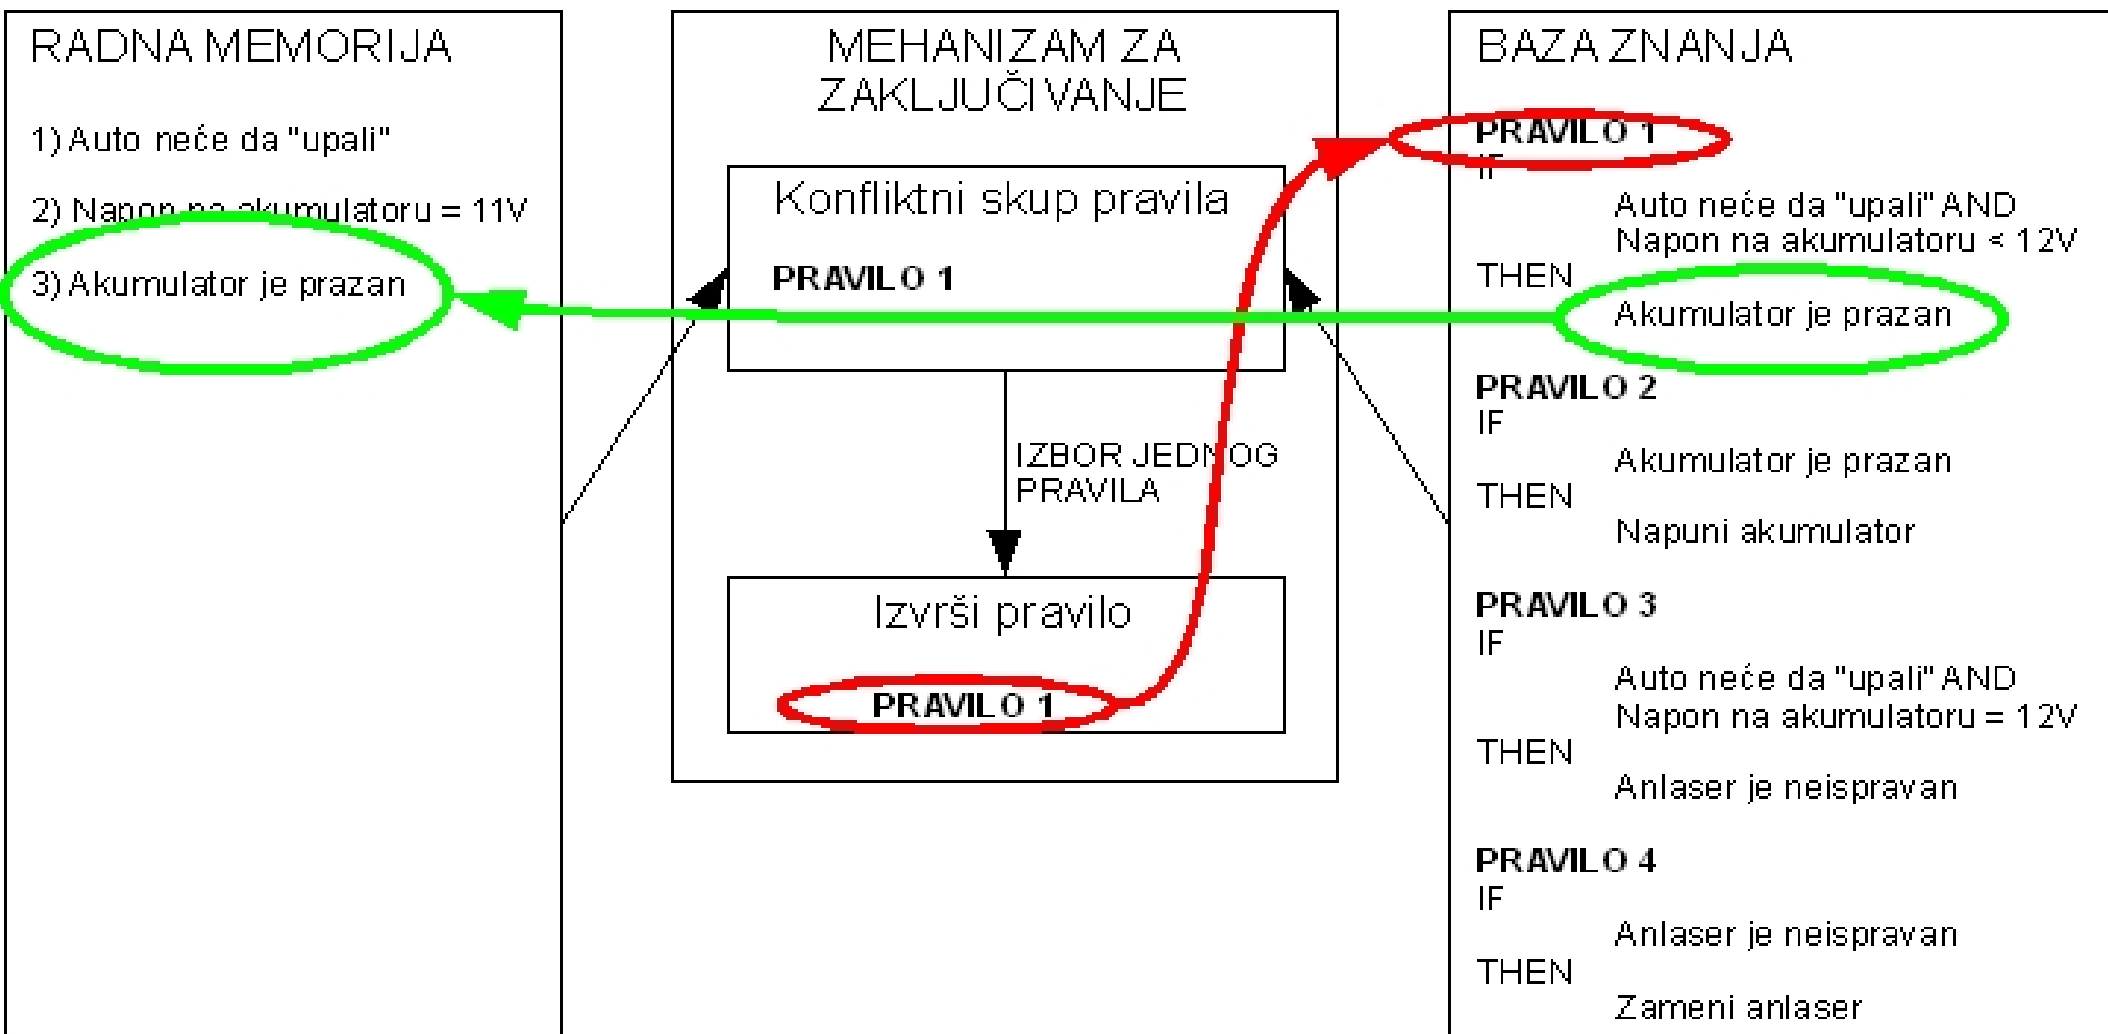 RADNA MEMORIJA
1) Auto neće da "upali"
2) Napon na akumulatoru = 11V
3) Akumulator je prazan
MEHANIZAM ZA
ZAKLJUČIVANJE
Konfliktni skup pravila
PRAVILO 1
IZBOR JEDNOG
PRAVILA
Izvrši pravilo
PRAVILO 1
BAZA ZNANJA
PRAVILO 1
IF
Auto neće da "upali" AND
Napon na akumulatoru < 12V
THEN
Akumulator je prazan
PRAVILO 2
IF
Akumulator je prazan
THEN
Napuni akumulator
PRAVILO 3
IF
Auto neće da "upali" AND
Napon na akumulatoru = 12V
THEN
Anlaser je neispravan
PRAVILO 4
IF
Anlaser je neispravan
THEN
Zameni anlaser